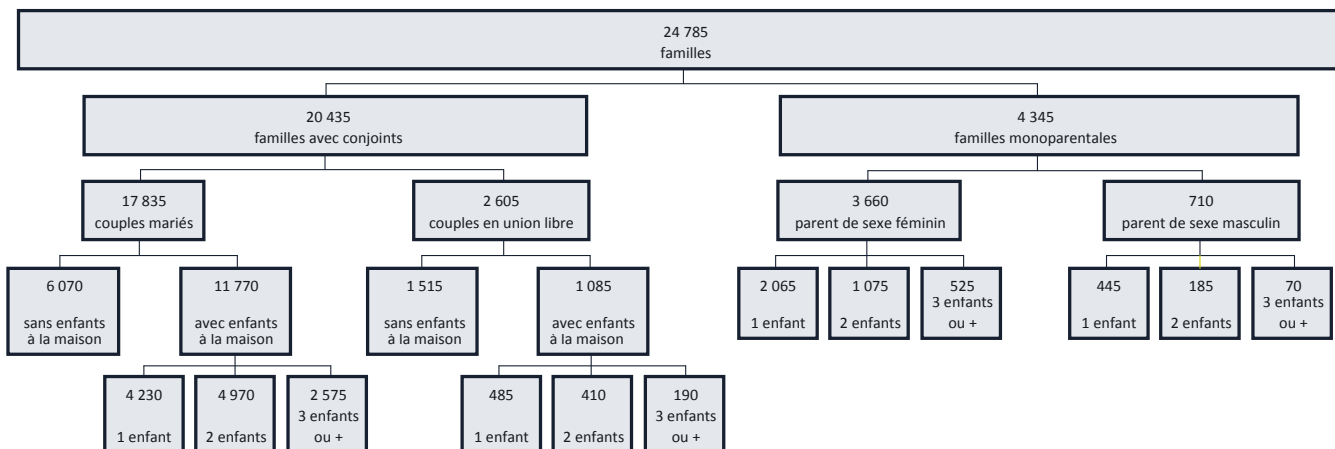 24 785
familles
20 435
familles avec conjoints
4 345
familles monoparentales
17 835
couples mariés
2 605
couples en union libre
3 660
parent de sexe féminin
710
parent de sexe masculin
6 070
sans enfants
à la maison
11 770
avec enfants
à la maison
1 515
sans enfants
à la maison
1 085
avec enfants
à la maison
2 065
1 enfant
1 075
2 enfants
525
3 enfants
ou +
445
1 enfant
185
2 enfants
70
3 enfants
ou +
4 230
1 enfant
4 970
2 enfants
2 575
3 enfants
ou +
485
1 enfant
410
2 enfants
190
3 enfants
ou +